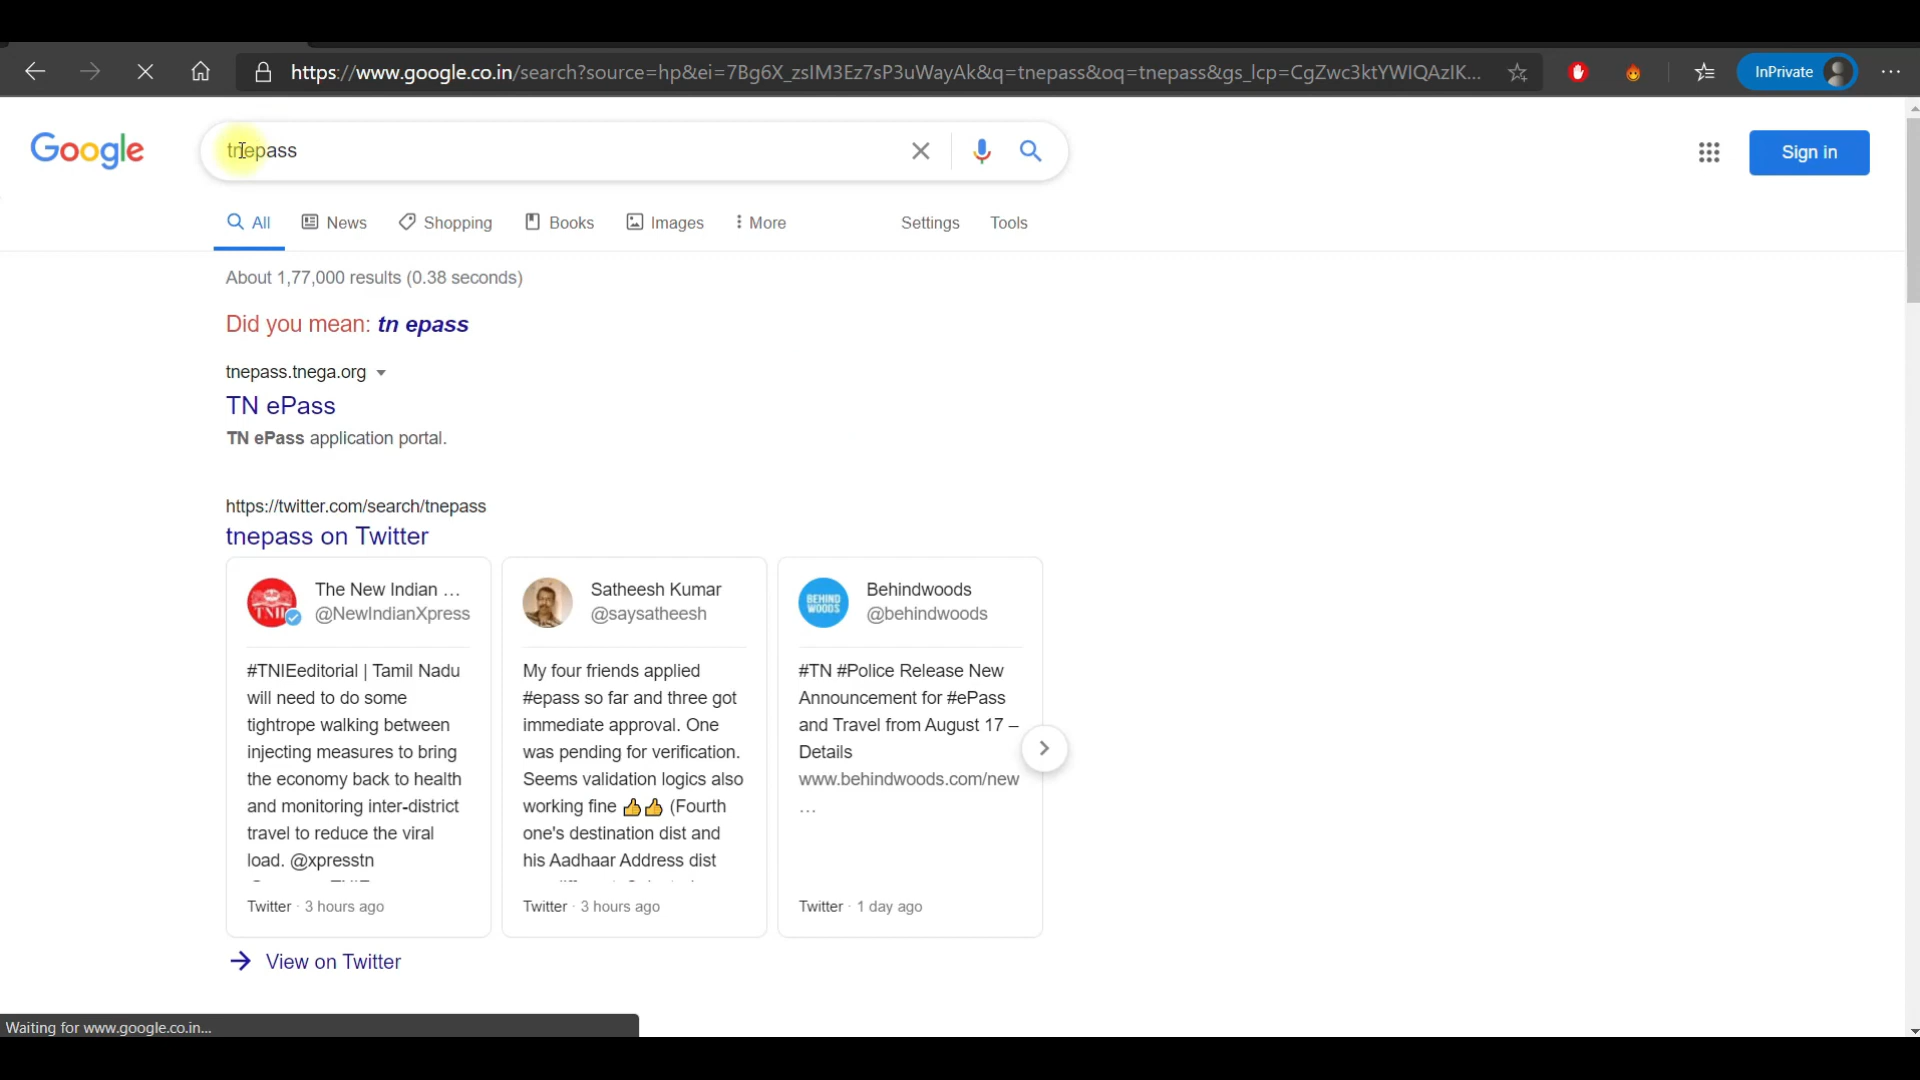 https://www.google.co.in/search?source=hp&ei=7Bg6X_zsIM3Ez7sP3uWayAk&q=tnepass&oq=tnepass&gs_lcp=CgZwc3ktYWIQAzIK...
InPrivate
Google
tnepass
Sign in
All News Shopping Books Images More Settings Tools
About 1,77,000 results (0.38 seconds)
Did you mean: tn epass
tnepass.tnega.org
TN ePass
TN ePass application portal.
https://twitter.com/search/tnepass
tnepass on Twitter
The New Indian ...
@NewIndianXpress
#TNIEeditorial | Tamil Nadu
will need to do some
tightrope walking between
injecting measures to bring
the economy back to health
and monitoring inter-district
travel to reduce the viral
load. @xpresstn
Twitter · 3 hours ago
Satheesh Kumar
@saysatheesh
My four friends applied
#epass so far and three got
immediate approval. One
was pending for verification.
Seems validation logics also
working fine 👍👍 (Fourth
one's destination dist and
his Aadhaar Address dist
Twitter · 3 hours ago
BEHIND
WOODS
Behindwoods
@behindwoods
#TN #Police Release New
Announcement for #ePass
and Travel from August 17 –
Details
www.behindwoods.com/new
...
Twitter · 1 day ago
View on Twitter
Waiting for www.google.co.in...